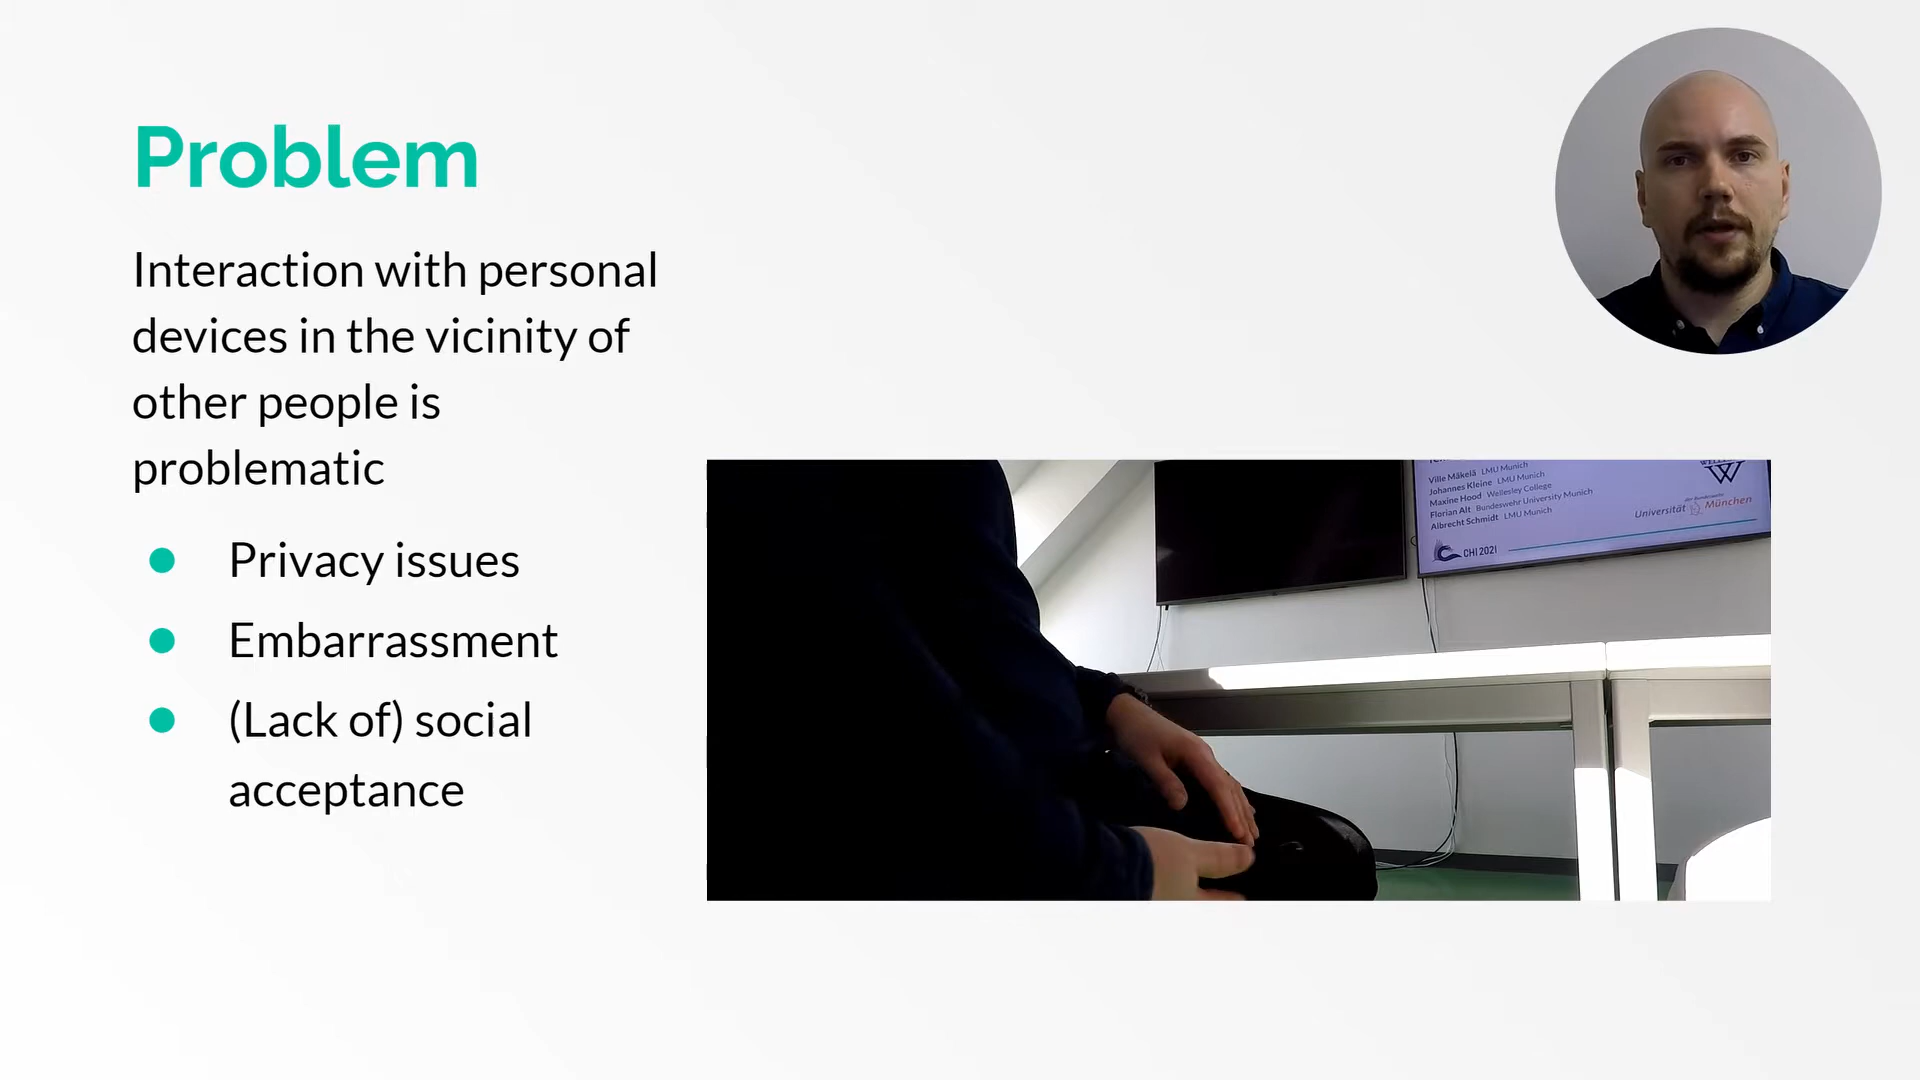 Problem
Interaction with personal
devices in the vicinity of
other people is
problematic
Privacy issues
Embarrassment
(Lack of) social
acceptance
Ville Mäkelä LMU Munich
Johannes Kleine LMU Munich
Maxine Hood Wellesley College
Florian Alt Bundeswehr University Munich
Albrecht Schmidt LMU Munich
der Bundeswehr
Universität München
CHI 2021